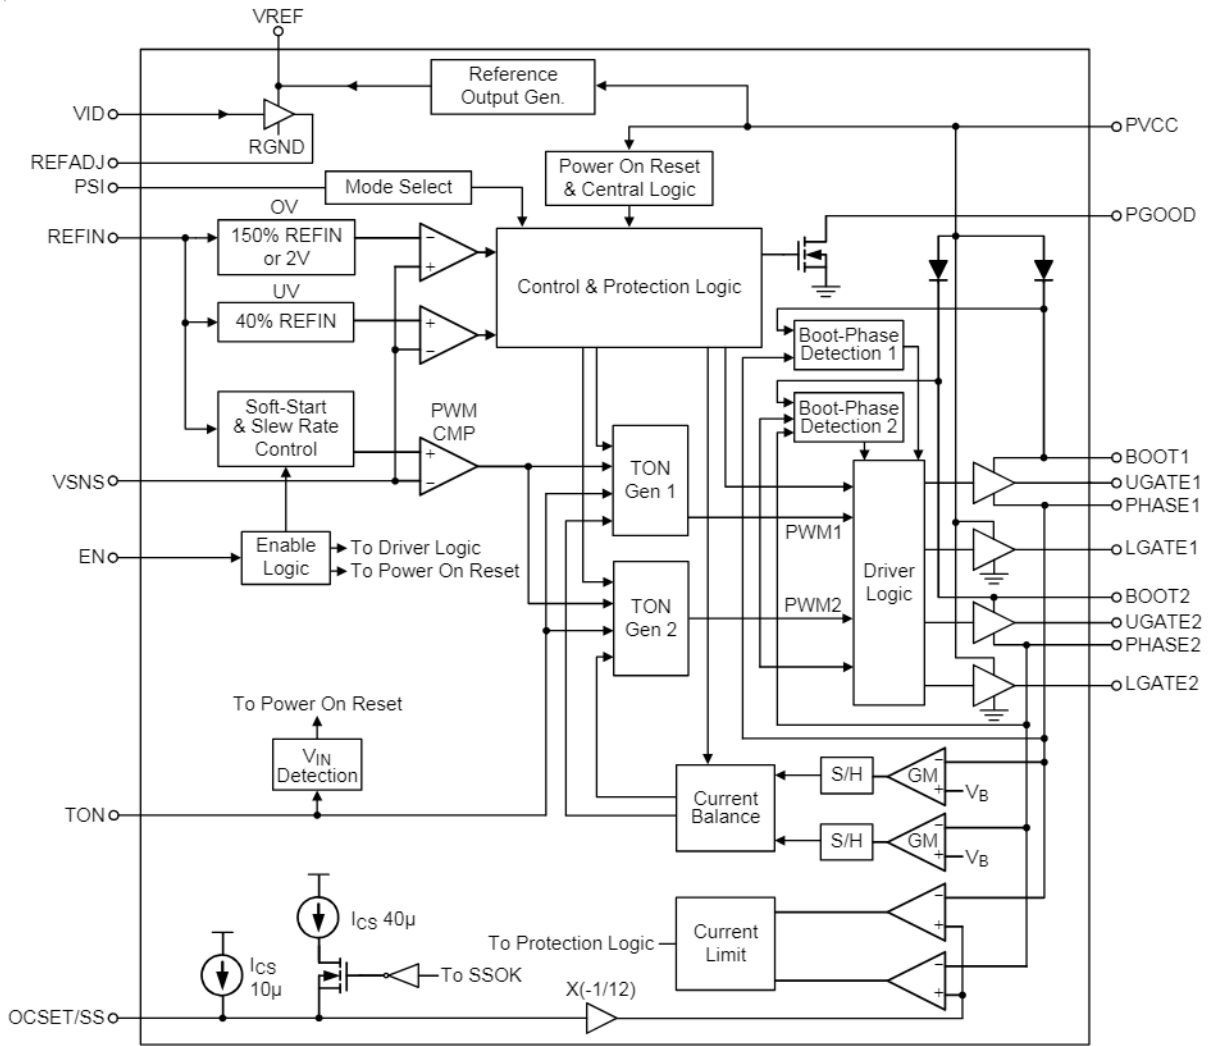 VREF
Reference
Output Gen.
VID
RGND
REFADJ
PVCC
Power On Reset
& Central Logic
PSI
Mode Select
OV
REFIN
150% REFIN
or 2V
−
+
PGOOD
Control & Protection Logic
UV
40% REFIN
+
−
Boot-Phase
Detection 1
Soft-Start
& Slew Rate
Control
PWM
CMP
+
−
Boot-Phase
Detection 2
VSNS
TON
Gen 1
BOOT1
UGATE1
PHASE1
PWM1
EN
Enable
Logic
To Driver Logic
To Power On Reset
LGATE1
Driver
Logic
TON
Gen 2
PWM2
BOOT2
UGATE2
PHASE2
LGATE2
To Power On Reset
VIN
Detection
TON
Current
Balance
S/H
GM
−
+
VB
S/H
GM
−
+
VB
ICS 40µ
ICS
10µ
To SSOK
To Protection Logic
Current
Limit
−
+
−
+
X(-1/12)
OCSET/SS